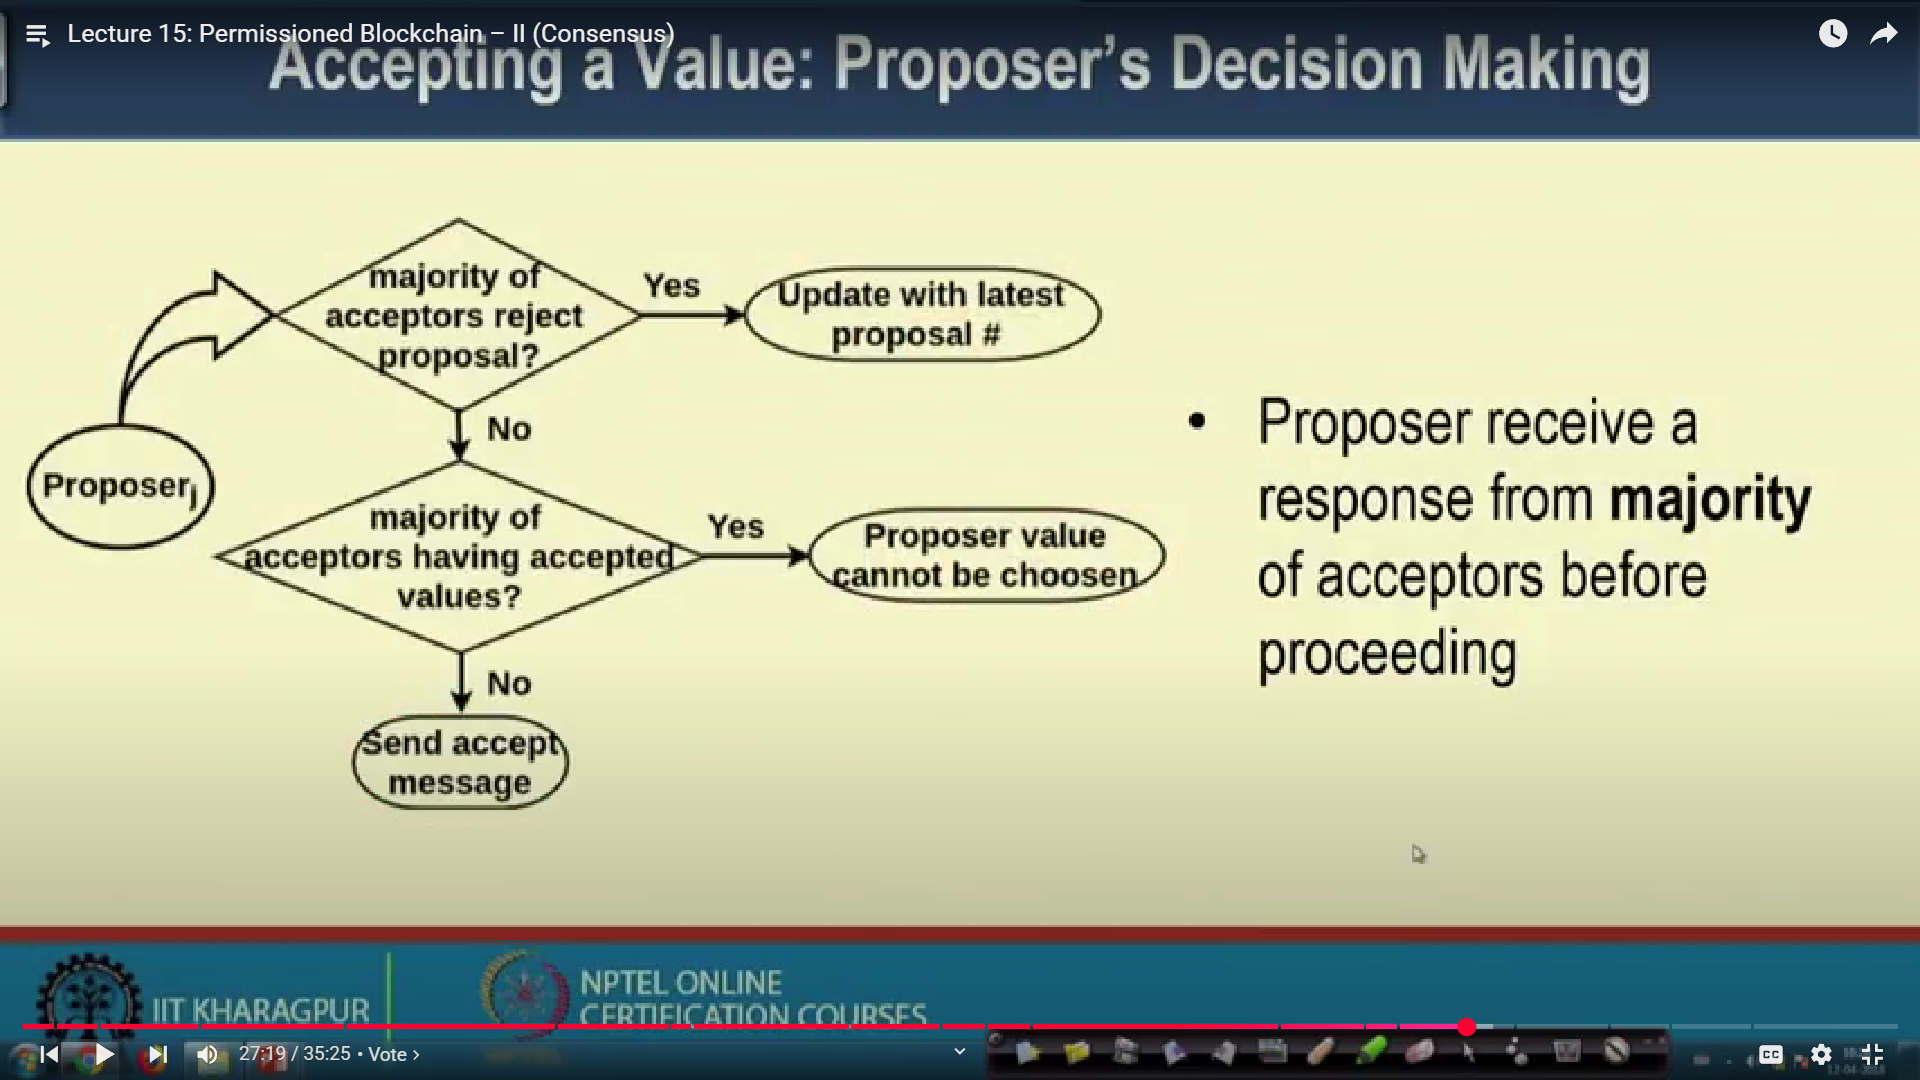 Lecture 15: Permissioned Blockchain – II (Consensus)
Accepting a Value: Proposer's Decision Making
majority of
acceptors reject
proposal?
Yes
Update with latest
proposal #
No
Proposerj
majority of
acceptors having accepted
values?
Yes
Proposer value
cannot be choosen
No
Send accept
message
• Proposer receive a
response from majority
of acceptors before
proceeding
IIT KHARAGPUR
NPTEL ONLINE
CERTIFICATION COURSES
27:19 / 35:25 • Vote ›
CC